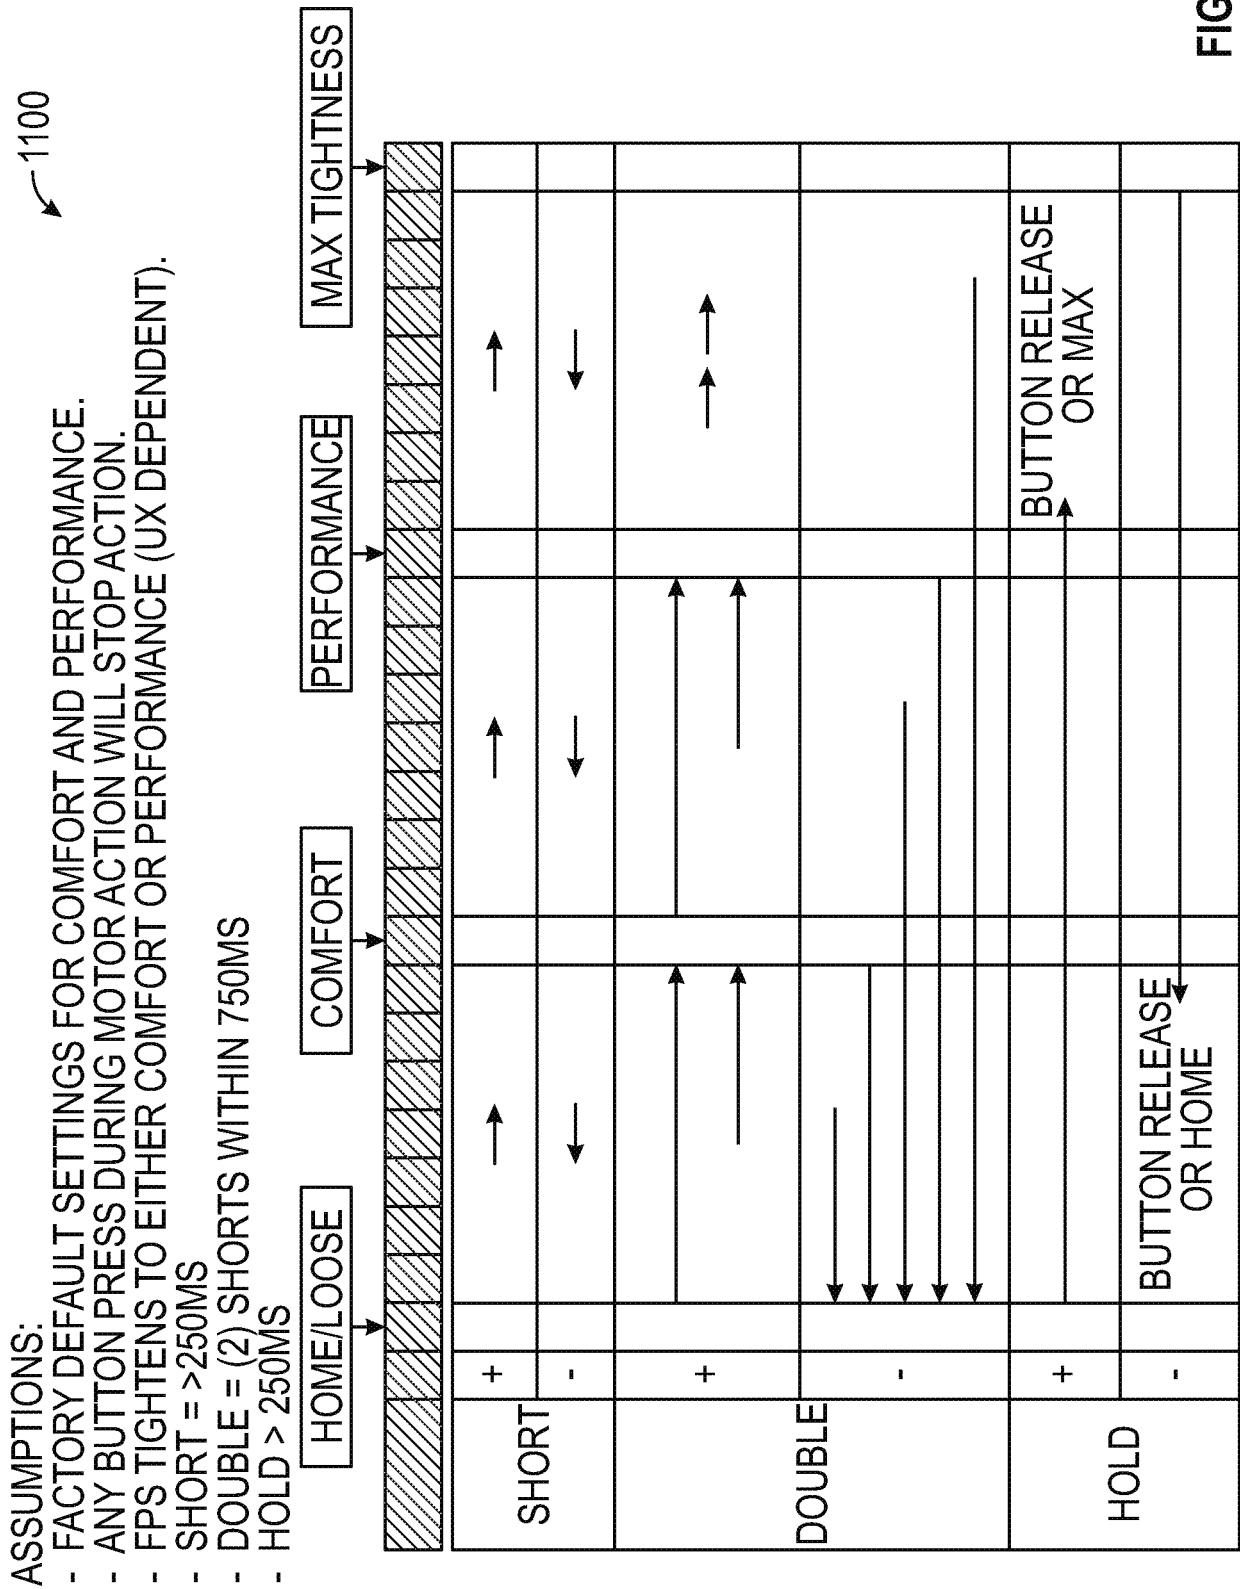 1100
ASSUMPTIONS:
- FACTORY DEFAULT SETTINGS FOR COMFORT AND PERFORMANCE.
- ANY BUTTON PRESS DURING MOTOR ACTION WILL STOP ACTION.
- FPS TIGHTENS TO EITHER COMFORT OR PERFORMANCE (UX DEPENDENT).
- SHORT = >250MS
- DOUBLE = (2) SHORTS WITHIN 750MS
- HOLD > 250MS
HOME/LOOSE
COMFORT
PERFORMANCE
MAX TIGHTNESS
SHORT
+
-
DOUBLE
+
-
HOLD
+
BUTTON RELEASE
OR MAX
-
BUTTON RELEASE
OR HOME
FIG